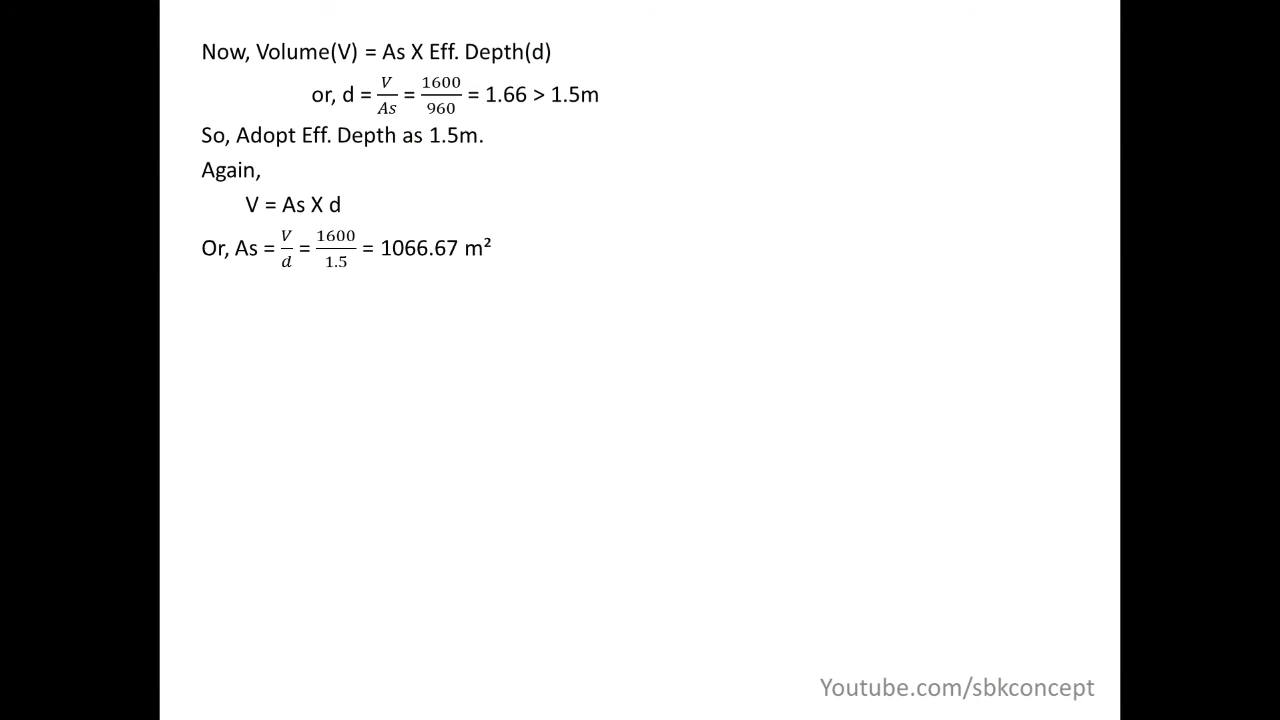 Now, Volume(V) = As X Eff. Depth(d)
or, d = V/As = 1600/960 = 1.66 > 1.5m
So, Adopt Eff. Depth as 1.5m.
Again,
V = As X d
Or, As = V/d = 1600/1.5 = 1066.67 m²
Youtube.com/sbkconcept